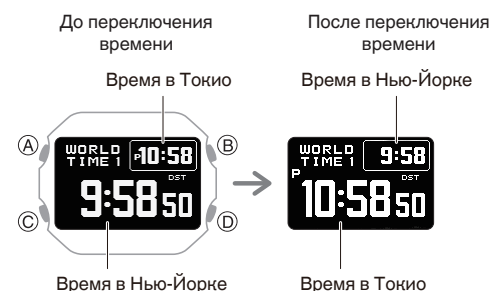 До переключения
времени
После переключения
времени
Время в Токио
Время в Нью-Йорке
A
B
C
D
WORLD
TIME 1
P10:58
DST
9:58 50
WORLD
TIME 1
9:58
P
DST
10:58 50
Время в Нью-Йорке
Время в Токио